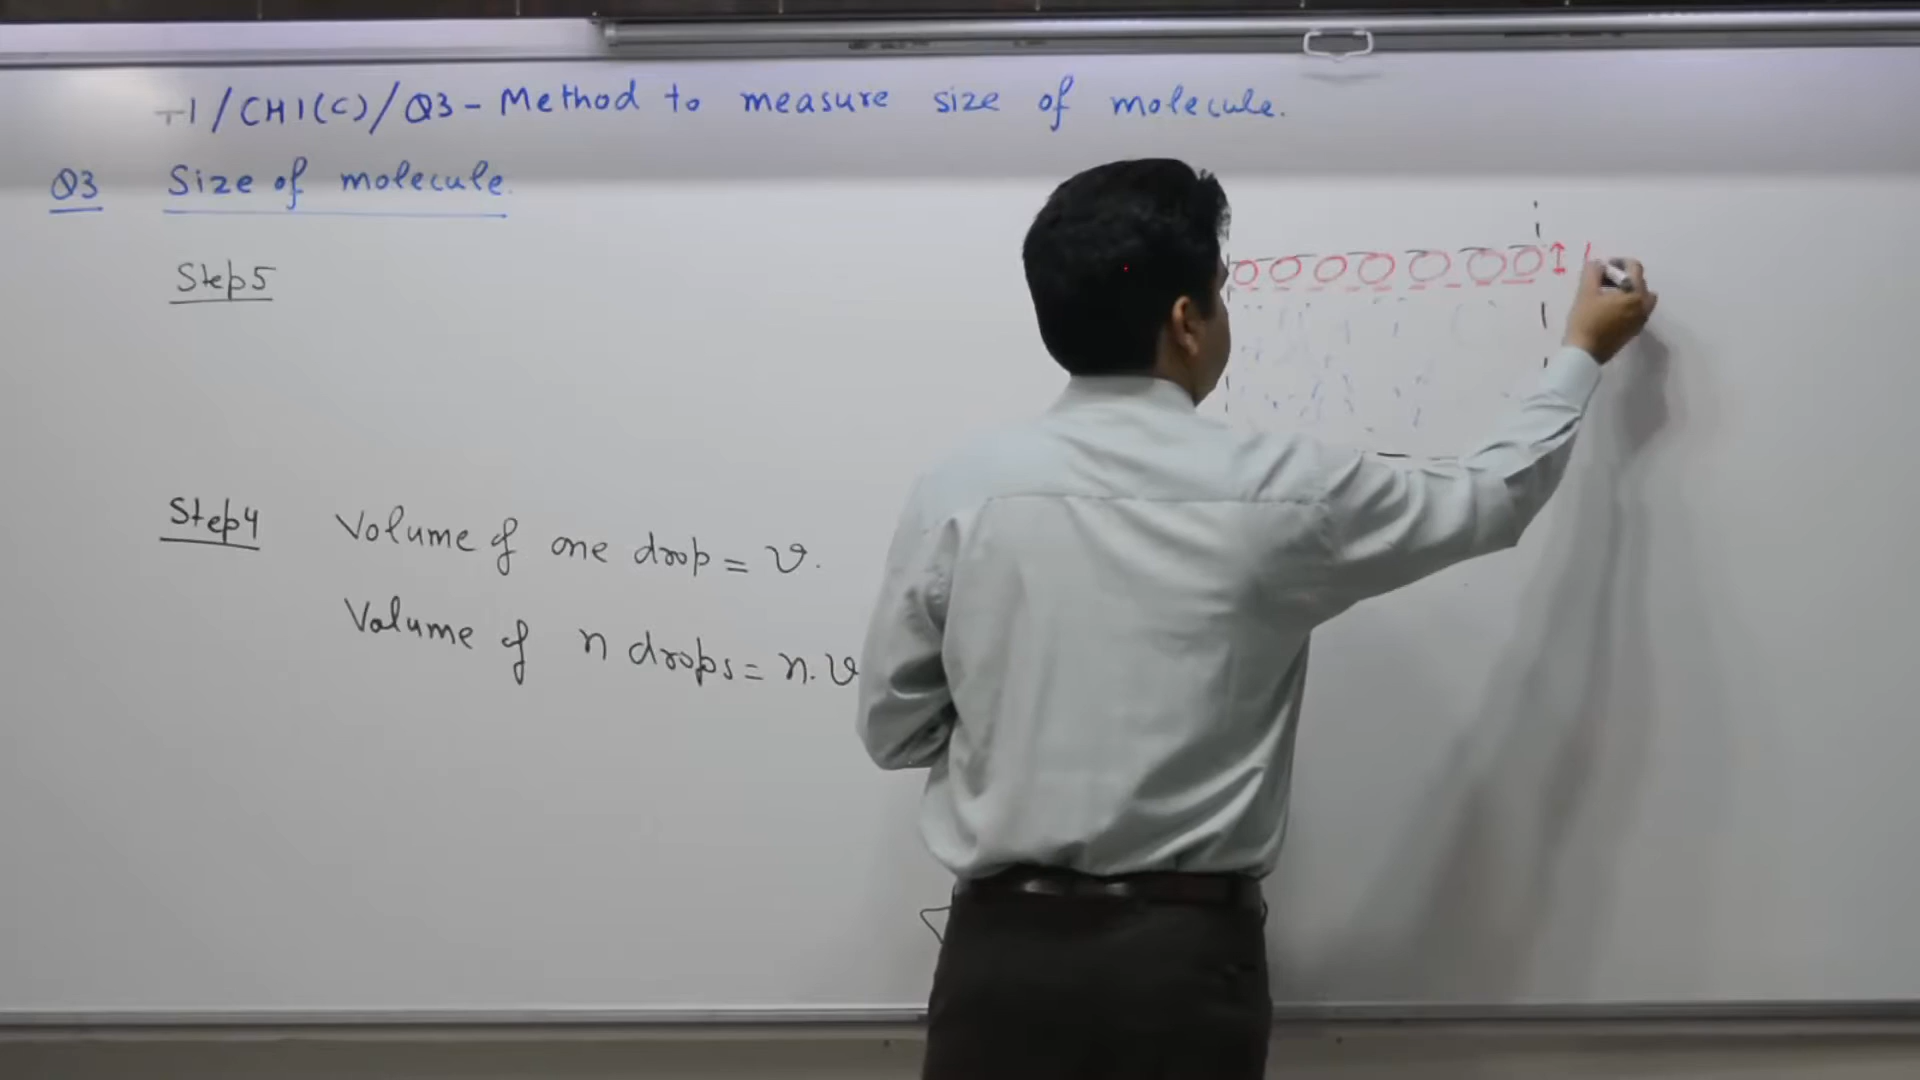 T1/CH1(C)/Q3 - Method to measure size of molecule.
Q3 Size of molecule.
Step5
Step4 Volume of one drop = v.
Volume of n drops = n.v